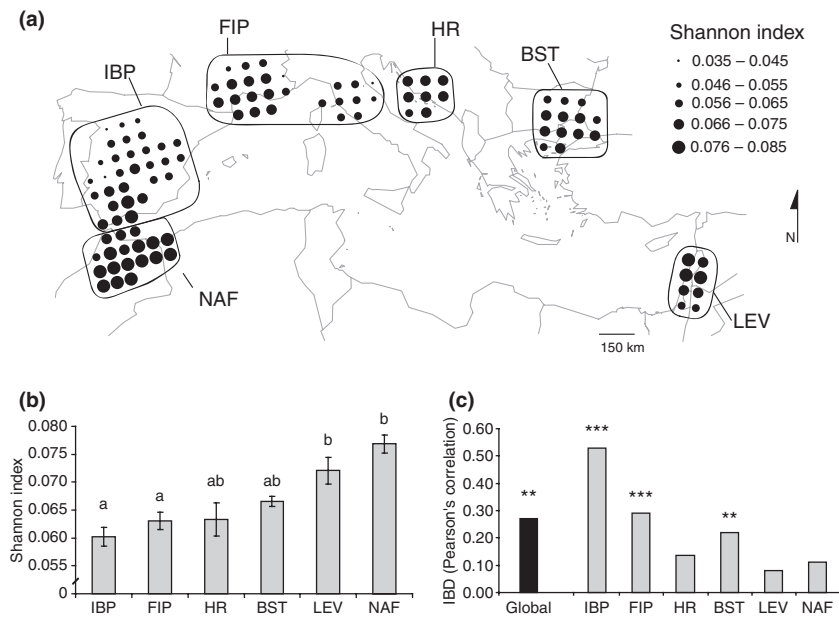 (a)
FIP
HR
BST
IBP
NAF
LEV
Shannon index
0.035 – 0.045
0.046 – 0.055
0.056 – 0.065
0.066 – 0.075
0.076 – 0.085
N
150 km
(b)
Shannon index
0.080
0.075
0.070
0.065
0.060
0.055
0
a
a
ab
ab
b
b
IBP FIP HR BST LEV NAF
(c)
IBD (Pearson's correlation)
0.60
0.50
0.40
0.30
0.20
0.10
0.00
**
***
***
**
Global IBP FIP HR BST LEV NAF